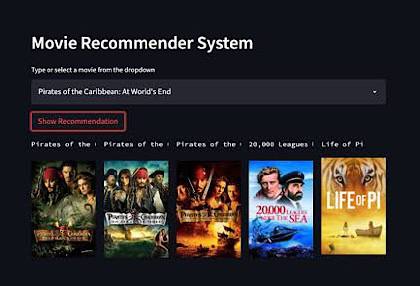 Movie Recommender System
Type or select a movie from the dropdown
Pirates of the Caribbean: At World's End
Show Recommendation
Pirates of the
Pirates of the
Pirates of the
20,000 Leagues
Life of Pi
20,000 LEAGUES
UNDER THE
SEA
LIFE OF PI